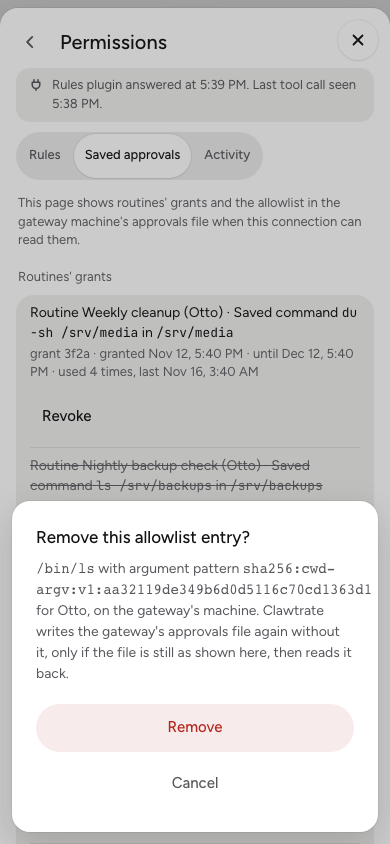 Permissions
Rules plugin answered at 5:39 PM. Last tool call seen
5:38 PM.
Rules
Saved approvals
Activity
This page shows routines' grants and the allowlist in the
gateway machine's approvals file when this connection can
read them.
Routines' grants
Routine Weekly cleanup (Otto) · Saved command du
-sh /srv/media in /srv/media
grant 3f2a · granted Nov 12, 5:40 PM · until Dec 12, 5:40
PM · used 4 times, last Nov 16, 3:40 AM
Revoke
Routine Nightly backup check (Otto) · Saved
command ls /srv/backups in /srv/backups
Remove this allowlist entry?
/bin/ls with argument pattern sha256:cwd-
argv:v1:aa32119de349b6d0d5116c70cd1363d1
for Otto, on the gateway's machine. Clawtrate
writes the gateway's approvals file again without
it, only if the file is still as shown here, then reads it
back.
Remove
Cancel